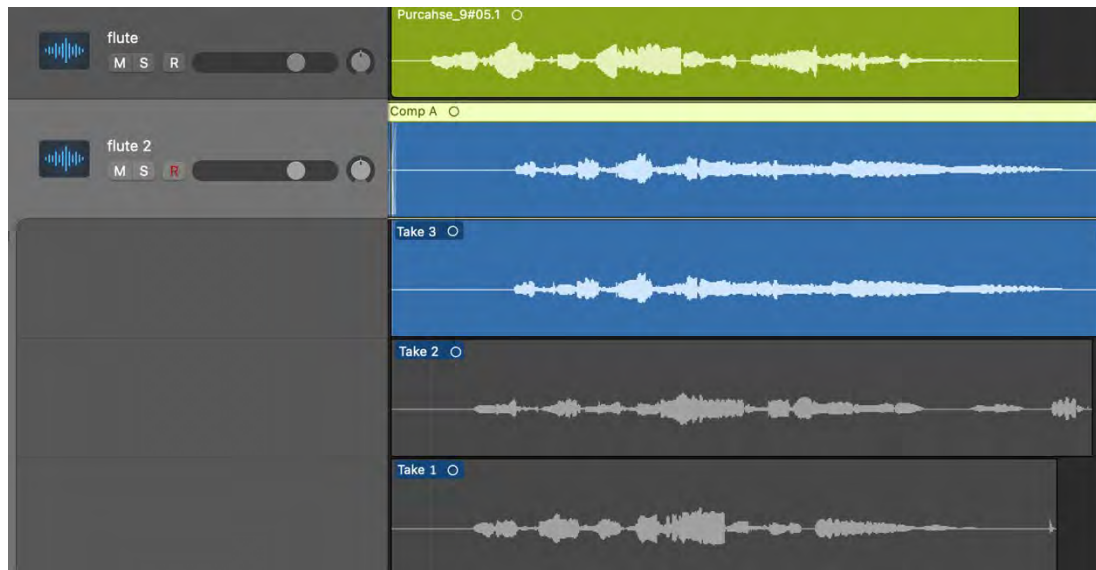 flute
M S R
Purcahse_9#05.1
Comp A
flute 2
M S R
Take 3
Take 2
Take 1